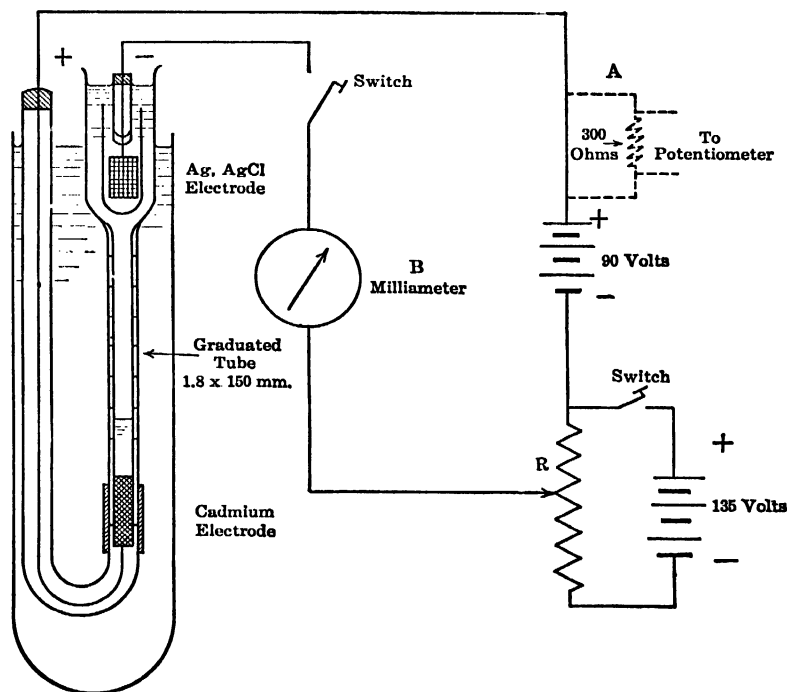 +
−
Switch
A
300
Ohms
To
Potentiometer
Ag, AgCl
Electrode
+
90 Volts
−
B
Milliameter
Graduated
Tube
1.8 x 150 mm.
Switch
+
R
135 Volts
−
Cadmium
Electrode